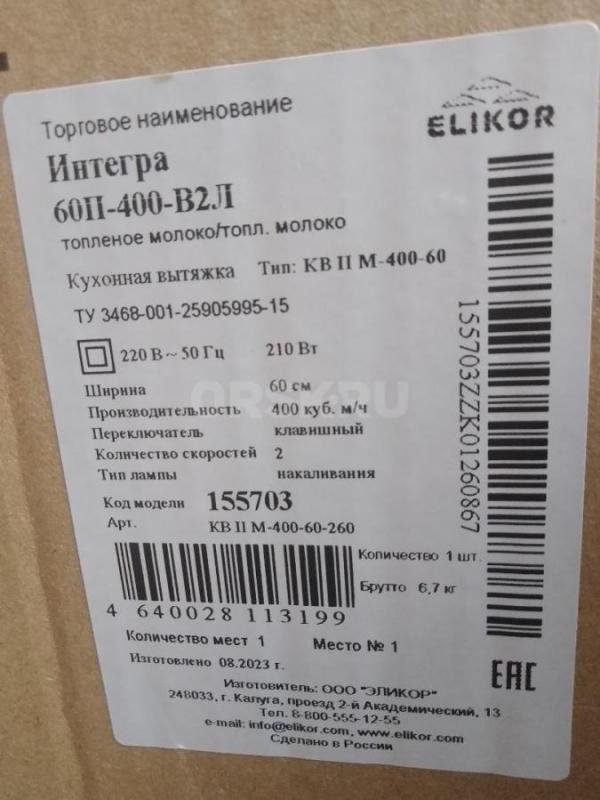 Торговое наименование
ELIKOR
Интегра
60П-400-В2Л
топленое молоко/топл. молоко
Кухонная вытяжка Тип: КВ II М-400-60
ТУ 3468-001-25905995-15
220 В ~ 50 Гц 210 Вт
Ширина 60 см
Производительность 400 куб. м/ч
Переключатель клавишный
Количество скоростей 2
Тип лампы накаливания
Код модели 155703
Арт. КВ II М-400-60-260
155703ZZK01260867
4 640028 113199
Количество 1 шт.
Брутто 6,7 кг
Количество мест 1 Место № 1
Изготовлено 08.2023 г.
EAC
Изготовитель: ООО "ЭЛИКОР"
248033, г. Калуга, проезд 2-й Академический, 13
Тел. 8-800-555-12-55
e-mail: info@elikor.com, www.elikor.com
Сделано в России
ORSK.RU